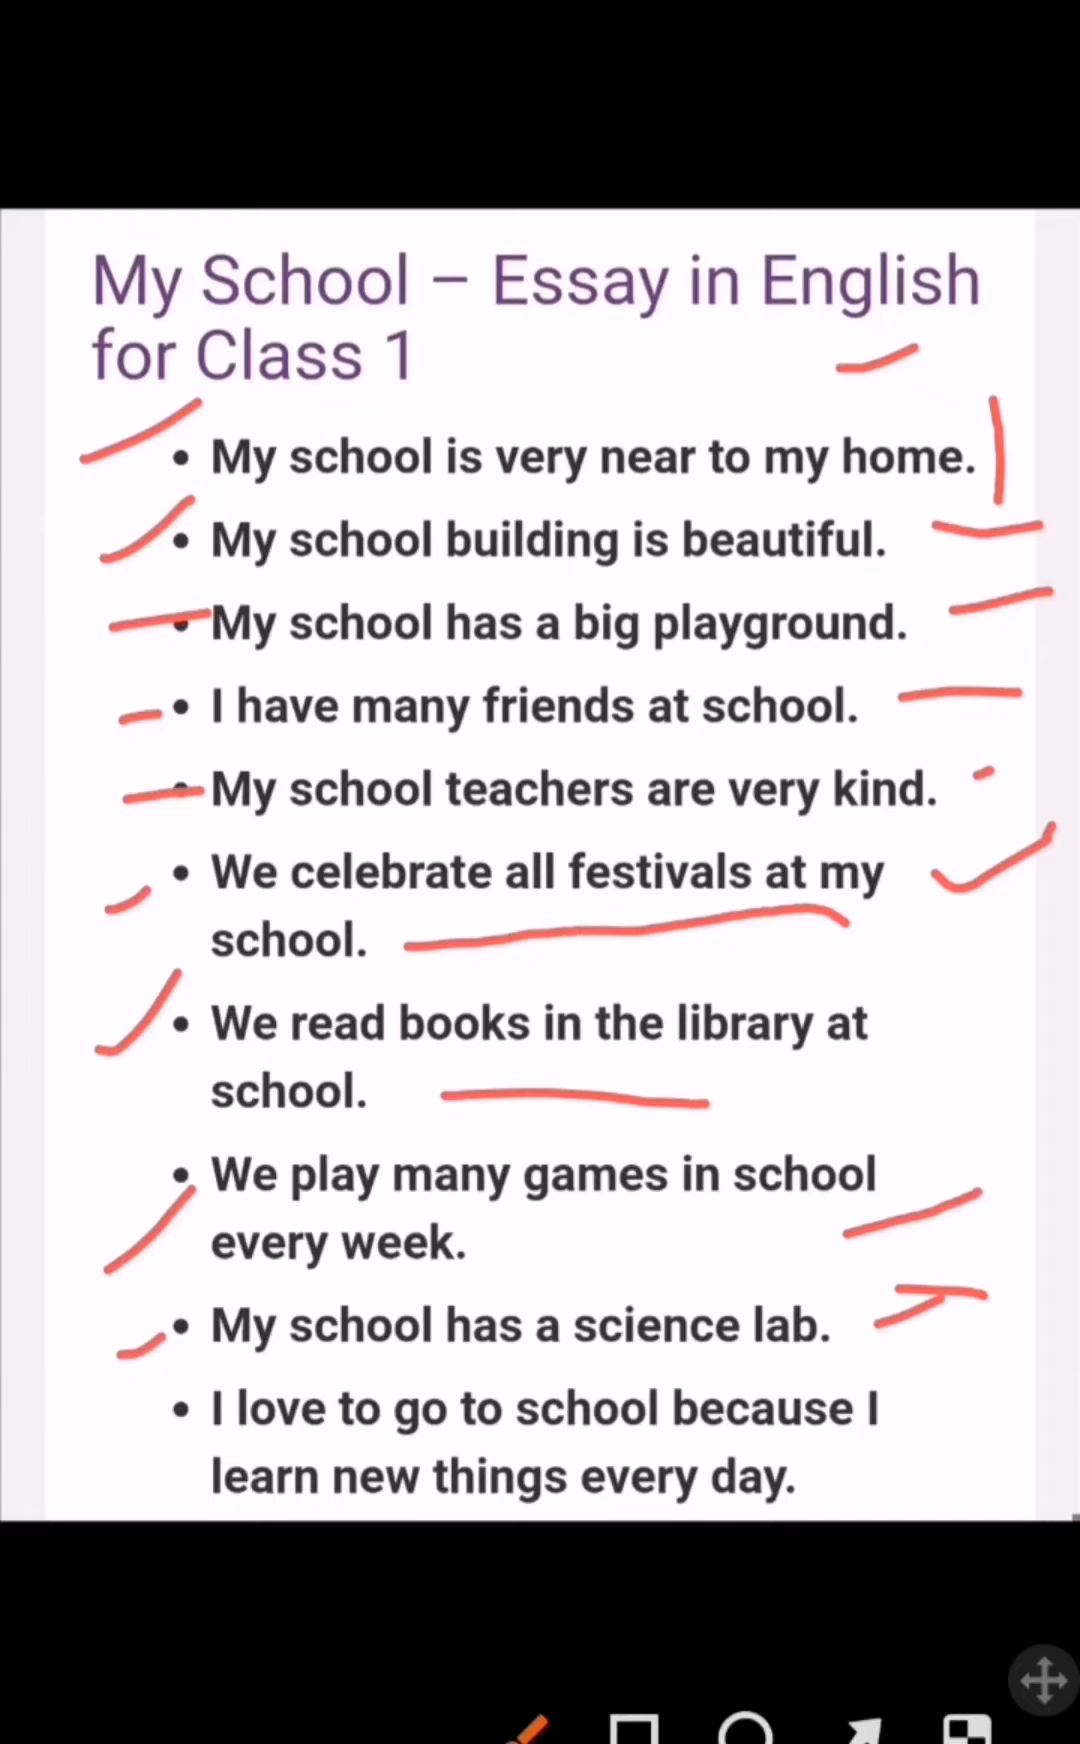 My School – Essay in English
for Class 1
• My school is very near to my home.
• My school building is beautiful.
• My school has a big playground.
• I have many friends at school.
• My school teachers are very kind.
• We celebrate all festivals at my
school.
• We read books in the library at
school.
• We play many games in school
every week.
• My school has a science lab.
• I love to go to school because I
learn new things every day.